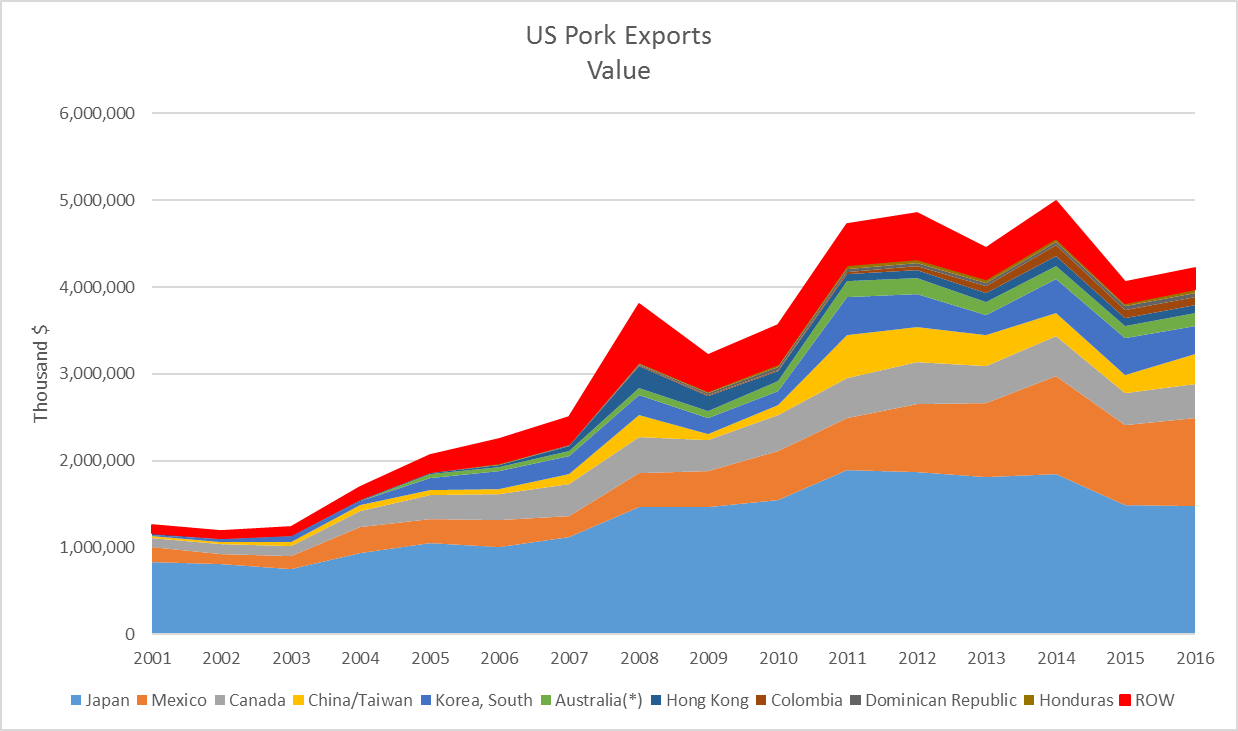 US Pork Exports
Value
Thousand $
6,000,000
5,000,000
4,000,000
3,000,000
2,000,000
1,000,000
0
2001 2002 2003 2004 2005 2006 2007 2008 2009 2010 2011 2012 2013 2014 2015 2016
Japan Mexico Canada China/Taiwan Korea, South Australia(*) Hong Kong Colombia Dominican Republic Honduras ROW